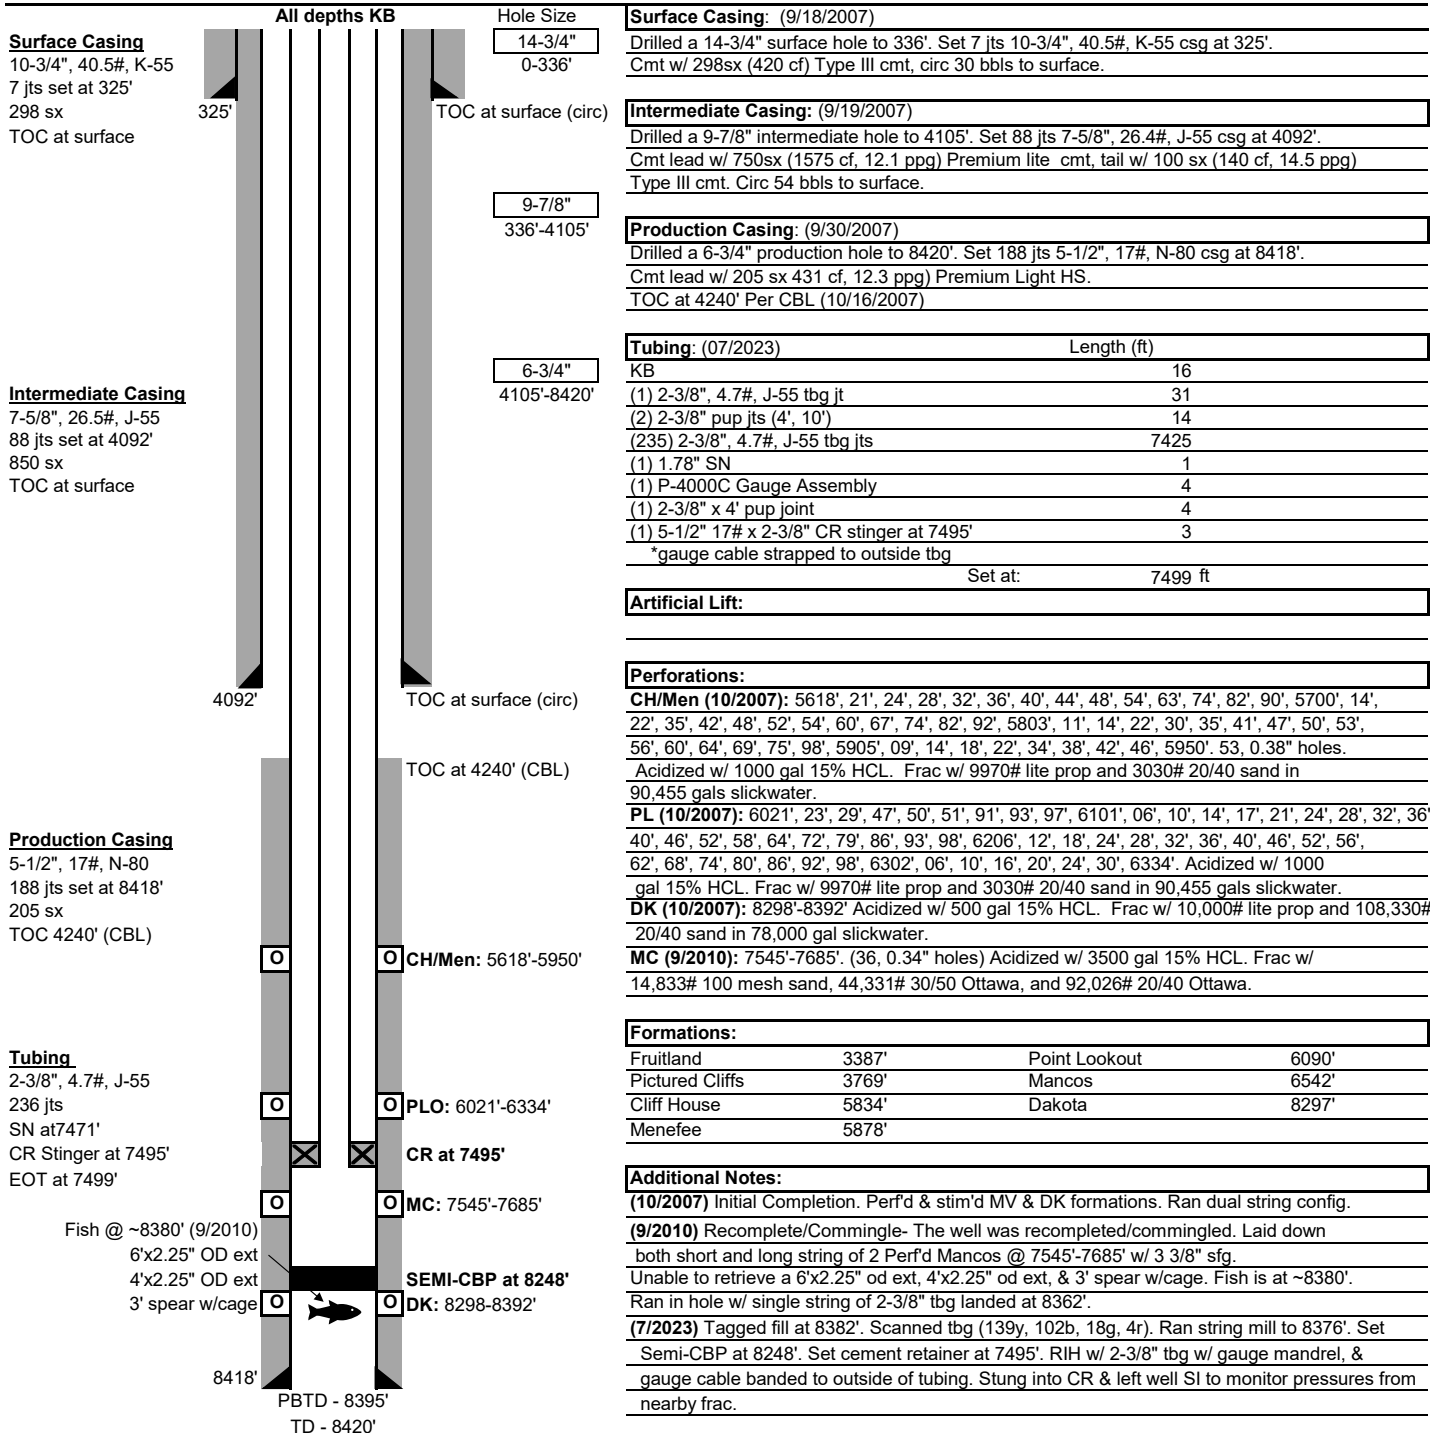 All depths KB
Hole Size
14-3/4"
0-336'
9-7/8"
336'-4105'
6-3/4"
4105'-8420'
Surface Casing
10-3/4", 40.5#, K-55
7 jts set at 325'
298 sx
TOC at surface
325'
TOC at surface (circ)
Intermediate Casing
7-5/8", 26.5#, J-55
88 jts set at 4092'
850 sx
TOC at surface
4092'
TOC at surface (circ)
TOC at 4240' (CBL)
Production Casing
5-1/2", 17#, N-80
188 jts set at 8418'
205 sx
TOC 4240' (CBL)
O O CH/Men: 5618'-5950'
Tubing
2-3/8", 4.7#, J-55
236 jts
SN at7471'
CR Stinger at 7495'
EOT at 7499'
O O PLO: 6021'-6334'
CR at 7495'
O O MC: 7545'-7685'
Fish @ ~8380' (9/2010)
6'x2.25" OD ext
4'x2.25" OD ext
3' spear w/cage
SEMI-CBP at 8248'
O O DK: 8298-8392'
8418'
PBTD - 8395'
TD - 8420'
Surface Casing: (9/18/2007)
Drilled a 14-3/4" surface hole to 336'. Set 7 jts 10-3/4", 40.5#, K-55 csg at 325'.
Cmt w/ 298sx (420 cf) Type III cmt, circ 30 bbls to surface.
Intermediate Casing: (9/19/2007)
Drilled a 9-7/8" intermediate hole to 4105'. Set 88 jts 7-5/8", 26.4#, J-55 csg at 4092'.
Cmt lead w/ 750sx (1575 cf, 12.1 ppg) Premium lite cmt, tail w/ 100 sx (140 cf, 14.5 ppg)
Type III cmt. Circ 54 bbls to surface.
Production Casing: (9/30/2007)
Drilled a 6-3/4" production hole to 8420'. Set 188 jts 5-1/2", 17#, N-80 csg at 8418'.
Cmt lead w/ 205 sx 431 cf, 12.3 ppg) Premium Light HS.
TOC at 4240' Per CBL (10/16/2007)
Tubing: (07/2023) Length (ft)
KB 16
(1) 2-3/8", 4.7#, J-55 tbg jt 31
(2) 2-3/8" pup jts (4', 10') 14
(235) 2-3/8", 4.7#, J-55 tbg jts 7425
(1) 1.78" SN 1
(1) P-4000C Gauge Assembly 4
(1) 2-3/8" x 4' pup joint 4
(1) 5-1/2" 17# x 2-3/8" CR stinger at 7495' 3
*gauge cable strapped to outside tbg
Set at: 7499 ft
Artificial Lift:
Perforations:
CH/Men (10/2007): 5618', 21', 24', 28', 32', 36', 40', 44', 48', 54', 63', 74', 82', 90', 5700', 14',
22', 35', 42', 48', 52', 54', 60', 67', 74', 82', 92', 5803', 11', 14', 22', 30', 35', 41', 47', 50', 53',
56', 60', 64', 69', 75', 98', 5905', 09', 14', 18', 22', 34', 38', 42', 46', 5950'. 53, 0.38" holes.
Acidized w/ 1000 gal 15% HCL. Frac w/ 9970# lite prop and 3030# 20/40 sand in
90,455 gals slickwater.
PL (10/2007): 6021', 23', 29', 47', 50', 51', 91', 93', 97', 6101', 06', 10', 14', 17', 21', 24', 28', 32', 36'
40', 46', 52', 58', 64', 72', 79', 86', 93', 98', 6206', 12', 18', 24', 28', 32', 36', 40', 46', 52', 56',
62', 68', 74', 80', 86', 92', 98', 6302', 06', 10', 16', 20', 24', 30', 6334'. Acidized w/ 1000
gal 15% HCL. Frac w/ 9970# lite prop and 3030# 20/40 sand in 90,455 gals slickwater.
DK (10/2007): 8298'-8392' Acidized w/ 500 gal 15% HCL. Frac w/ 10,000# lite prop and 108,330#
20/40 sand in 78,000 gal slickwater.
MC (9/2010): 7545'-7685'. (36, 0.34" holes) Acidized w/ 3500 gal 15% HCL. Frac w/
14,833# 100 mesh sand, 44,331# 30/50 Ottawa, and 92,026# 20/40 Ottawa.
Formations:
Fruitland 3387' Point Lookout 6090'
Pictured Cliffs 3769' Mancos 6542'
Cliff House 5834' Dakota 8297'
Menefee 5878'
Additional Notes:
(10/2007) Initial Completion. Perf'd & stim'd MV & DK formations. Ran dual string config.
(9/2010) Recomplete/Commingle- The well was recompleted/commingled. Laid down
both short and long string of 2 Perf'd Mancos @ 7545'-7685' w/ 3 3/8" sfg.
Unable to retrieve a 6'x2.25" od ext, 4'x2.25" od ext, & 3' spear w/cage. Fish is at ~8380'.
Ran in hole w/ single string of 2-3/8" tbg landed at 8362'.
(7/2023) Tagged fill at 8382'. Scanned tbg (139y, 102b, 18g, 4r). Ran string mill to 8376'. Set
Semi-CBP at 8248'. Set cement retainer at 7495'. RIH w/ 2-3/8" tbg w/ gauge mandrel, &
gauge cable banded to outside of tubing. Stung into CR & left well SI to monitor pressures from
nearby frac.